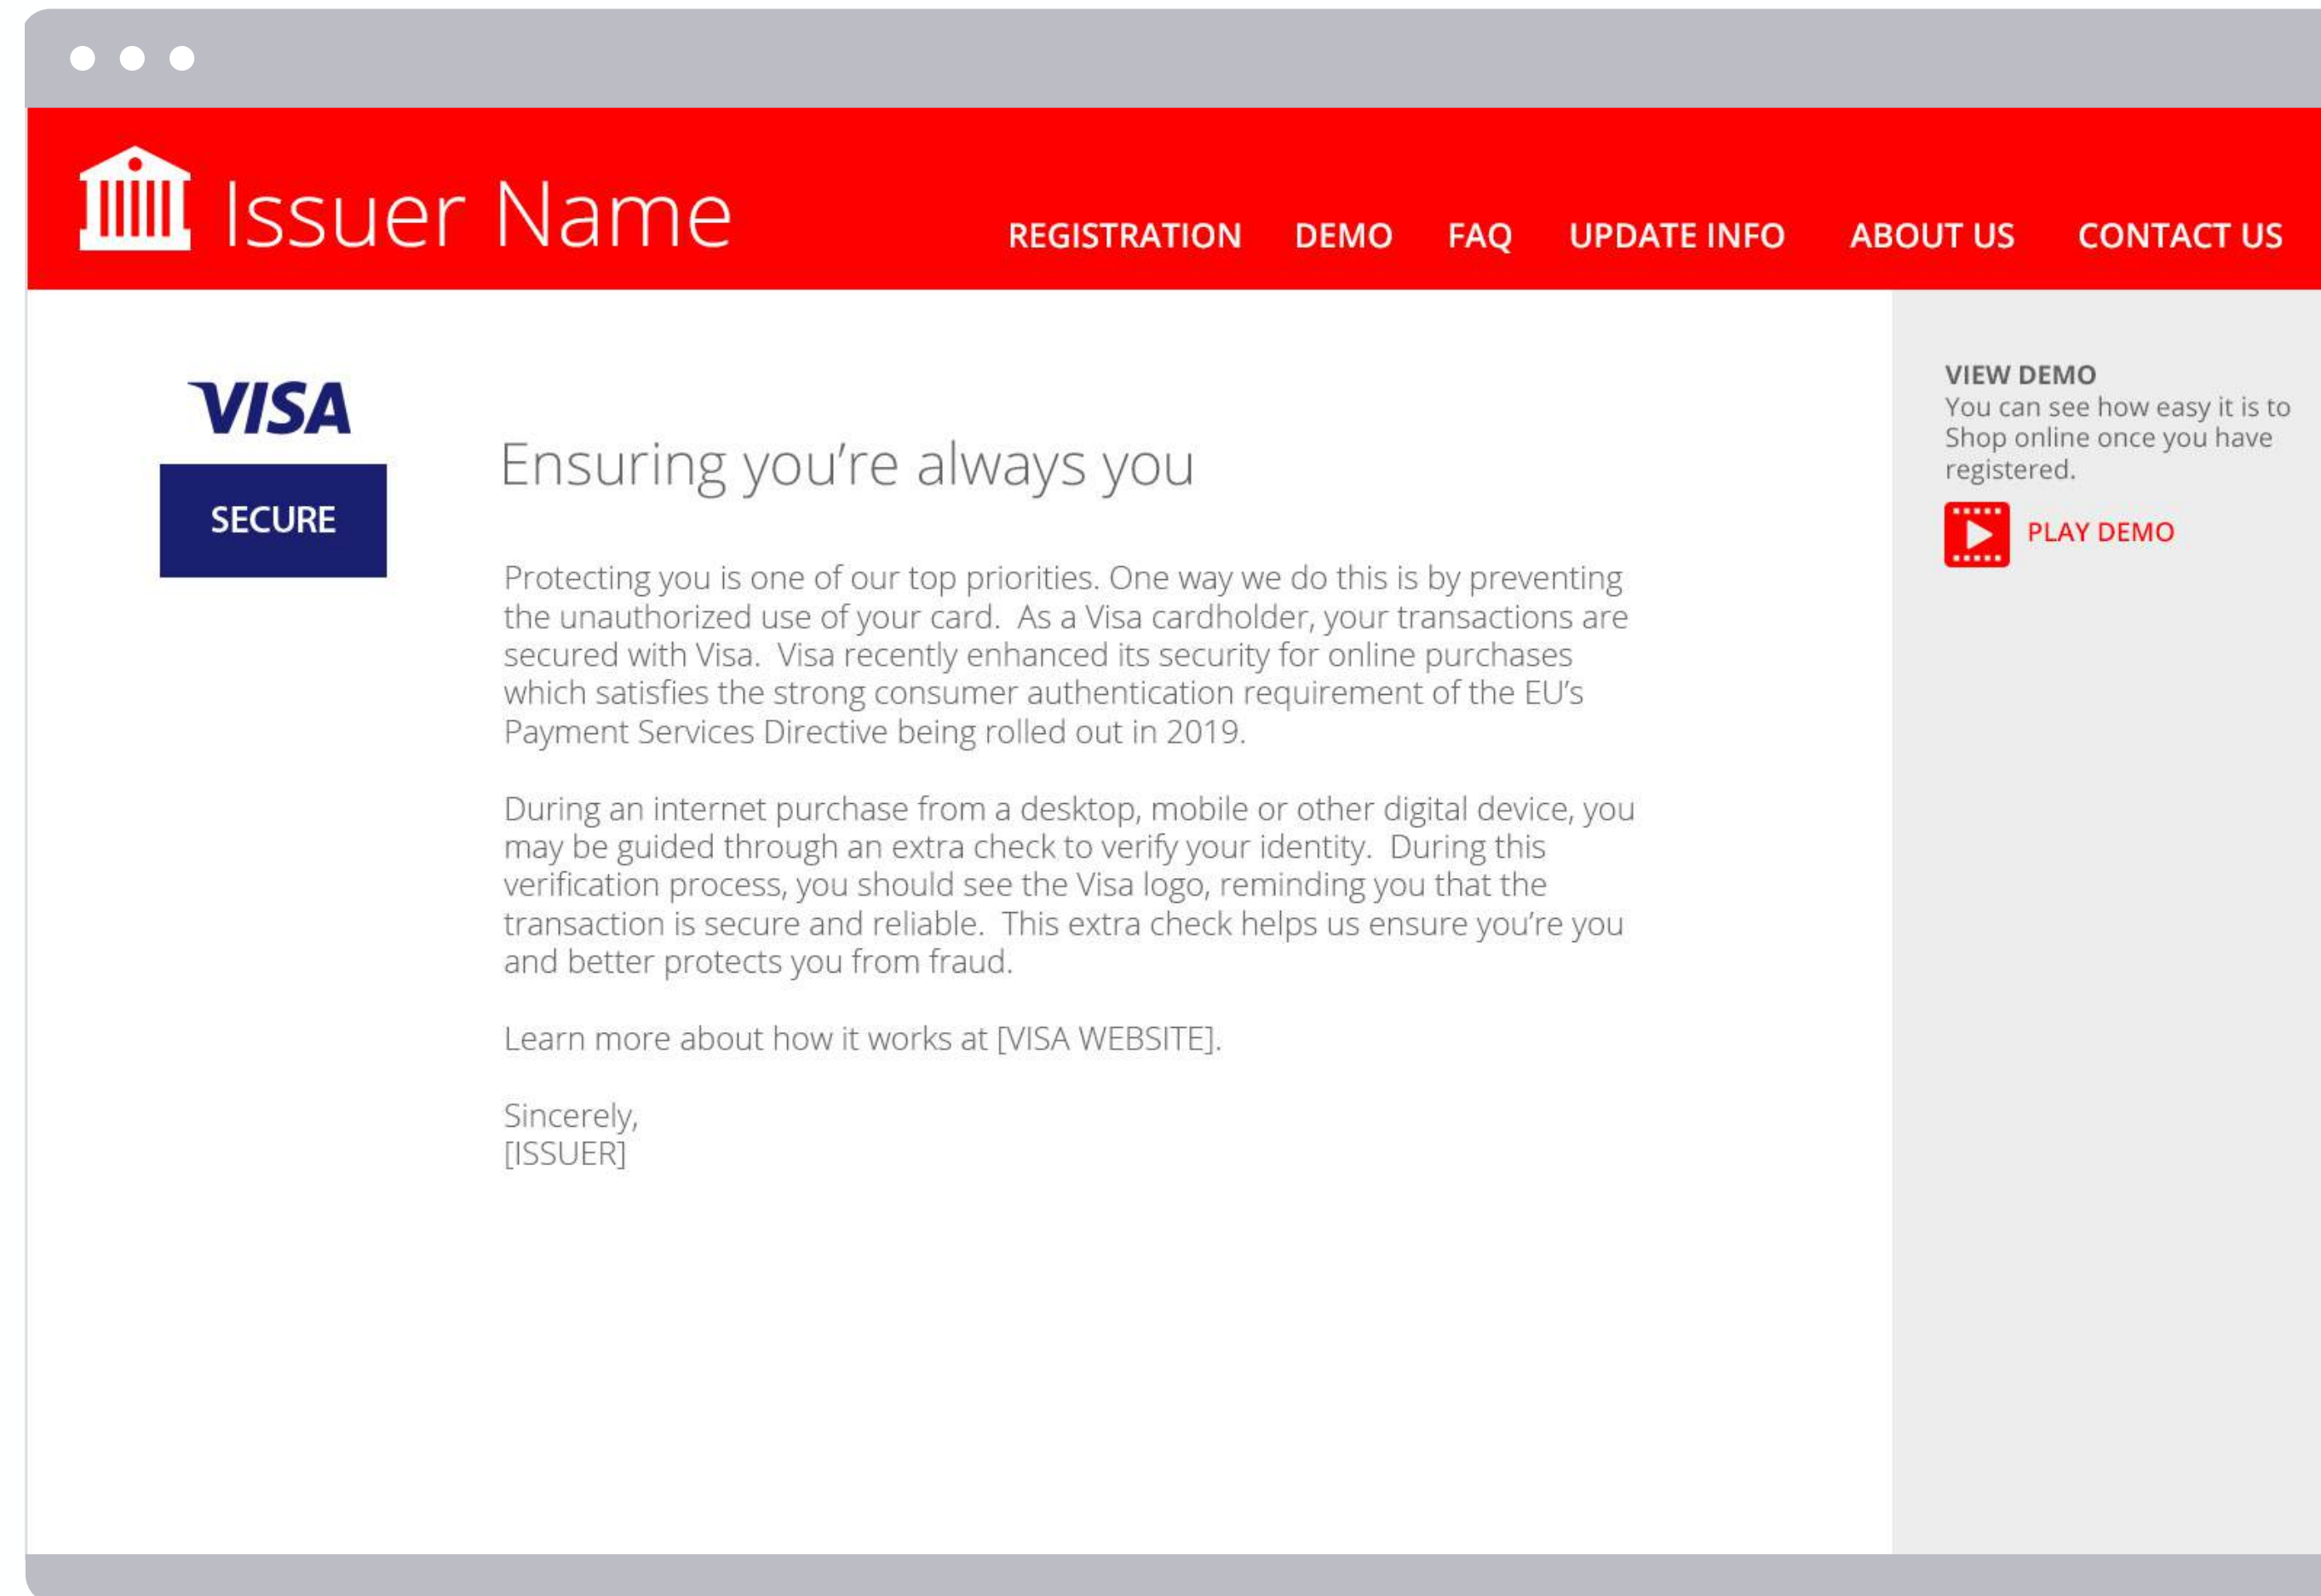 Issuer Name
REGISTRATION DEMO FAQ UPDATE INFO ABOUT US CONTACT US
VISA
SECURE
Ensuring you're always you
Protecting you is one of our top priorities. One way we do this is by preventing
the unauthorized use of your card.  As a Visa cardholder, your transactions are
secured with Visa.  Visa recently enhanced its security for online purchases
which satisfies the strong consumer authentication requirement of the EU's
Payment Services Directive being rolled out in 2019.
During an internet purchase from a desktop, mobile or other digital device, you
may be guided through an extra check to verify your identity.  During this
verification process, you should see the Visa logo, reminding you that the
transaction is secure and reliable.  This extra check helps us ensure you're you
and better protects you from fraud.
Learn more about how it works at [VISA WEBSITE].
Sincerely,
[ISSUER]
VIEW DEMO
You can see how easy it is to
Shop online once you have
registered.
PLAY DEMO